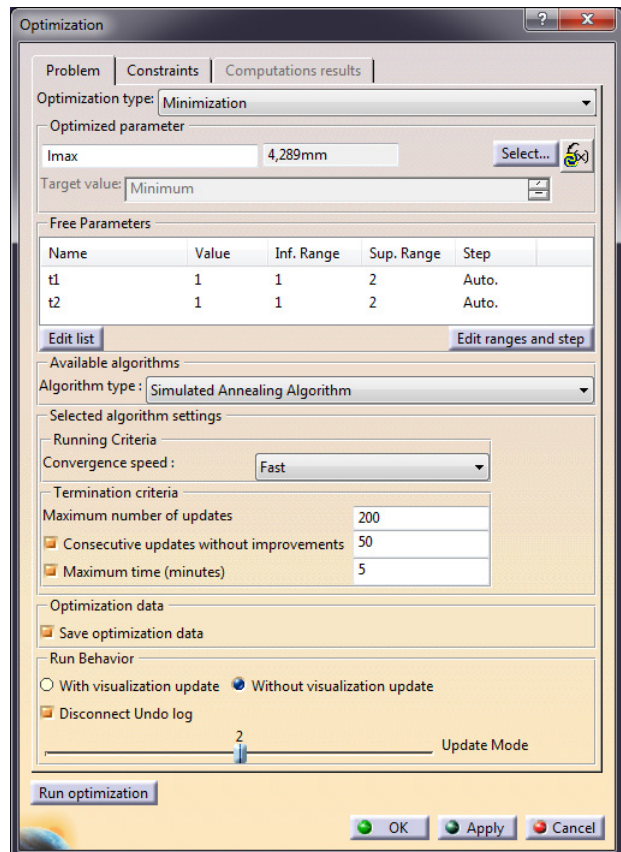 Optimization
Problem Constraints Computations results
Optimization type: Minimization
Optimized parameter
lmax 4,289mm Select... f(x)
Target value: Minimum
Free Parameters
Name Value Inf. Range Sup. Range Step
t1 1 1 2 Auto.
t2 1 1 2 Auto.
Edit list Edit ranges and step
Available algorithms
Algorithm type : Simulated Annealing Algorithm
Selected algorithm settings
Running Criteria
Convergence speed : Fast
Termination criteria
Maximum number of updates 200
Consecutive updates without improvements 50
Maximum time (minutes) 5
Optimization data
Save optimization data
Run Behavior
With visualization update Without visualization update
Disconnect Undo log
2
Update Mode
Run optimization
OK Apply Cancel